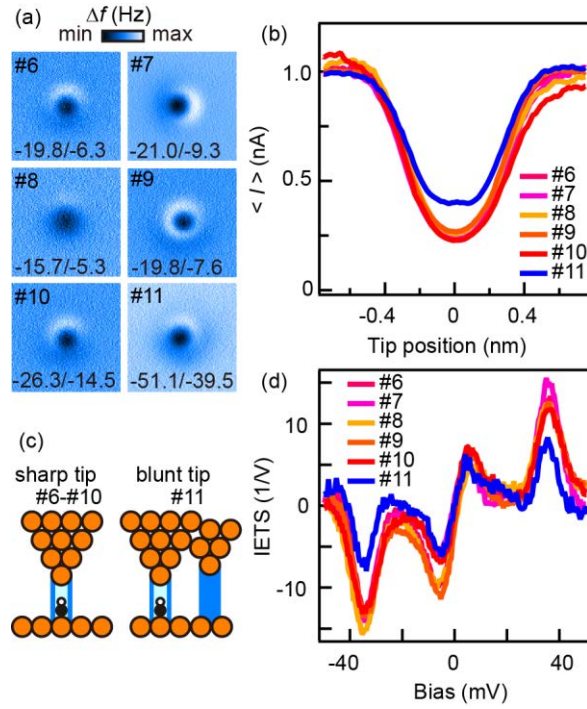 (a)
Δf (Hz)
min max
#6 #7
-19.8/-6.3 -21.0/-9.3
#8 #9
-15.7/-5.3 -19.8/-7.6
#10 #11
-26.3/-14.5 -51.1/-39.5
(b)
< I > (nA)
1.0
0.5
0
#6
#7
#8
#9
#10
#11
-0.4 0 0.4
Tip position (nm)
(c)
sharp tip
#6-#10
blunt tip
#11
(d)
IETS (1/V)
10
0
-10
#6
#7
#8
#9
#10
#11
-40 0 40
Bias (mV)